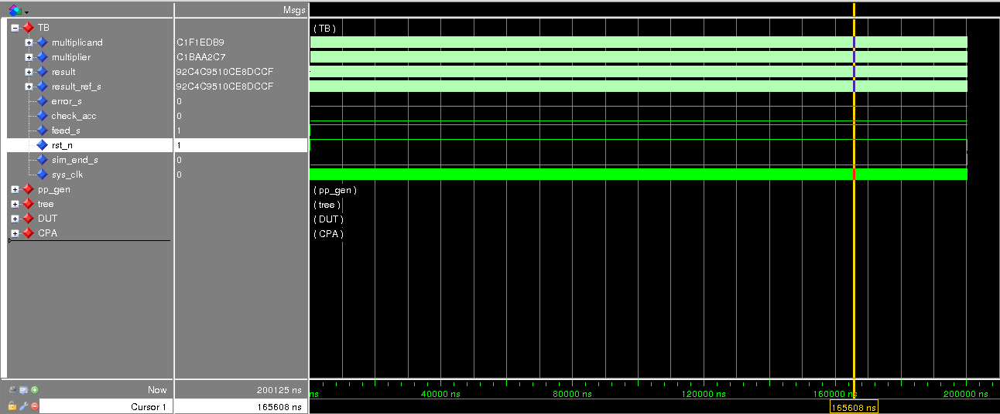 Msgs
TB ( TB )
multiplicand C1F1EDB9
multiplier C1BAA2C7
result 92C4C9510CE8DCCF
result_ref_s 92C4C9510CE8DCCF
error_s 0
check_acc 0
feed_s 1
rst_n 1
sim_end_s 0
sys_clk 0
pp_gen ( pp_gen )
tree ( tree )
DUT ( DUT )
CPA ( CPA )
Now 200125 ns ns 40000 ns 80000 ns 120000 ns 160000 ns 200000 ns
Cursor 1 165608 ns 165608 ns